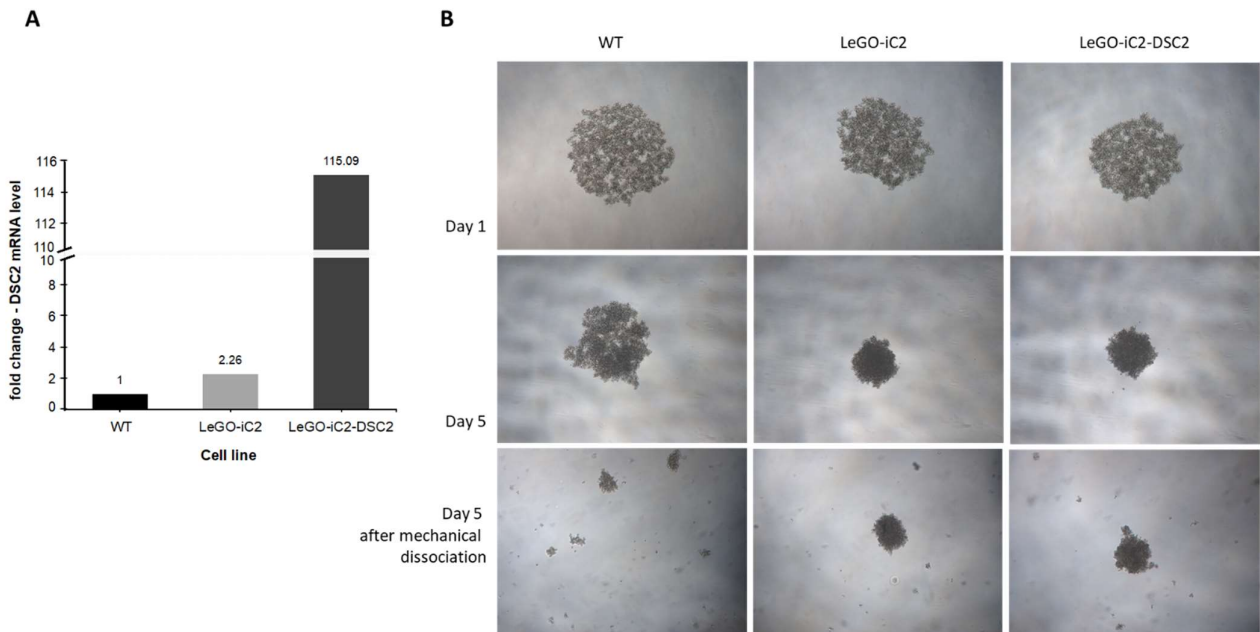 A
fold change - DSC2 mRNA level
116
114
112
110
10
8
6
4
2
0
1
2.26
115.09
WT
LeGO-iC2
LeGO-iC2-DSC2
Cell line
B
WT
LeGO-iC2
LeGO-iC2-DSC2
Day 1
Day 5
Day 5
after mechanical
dissociation